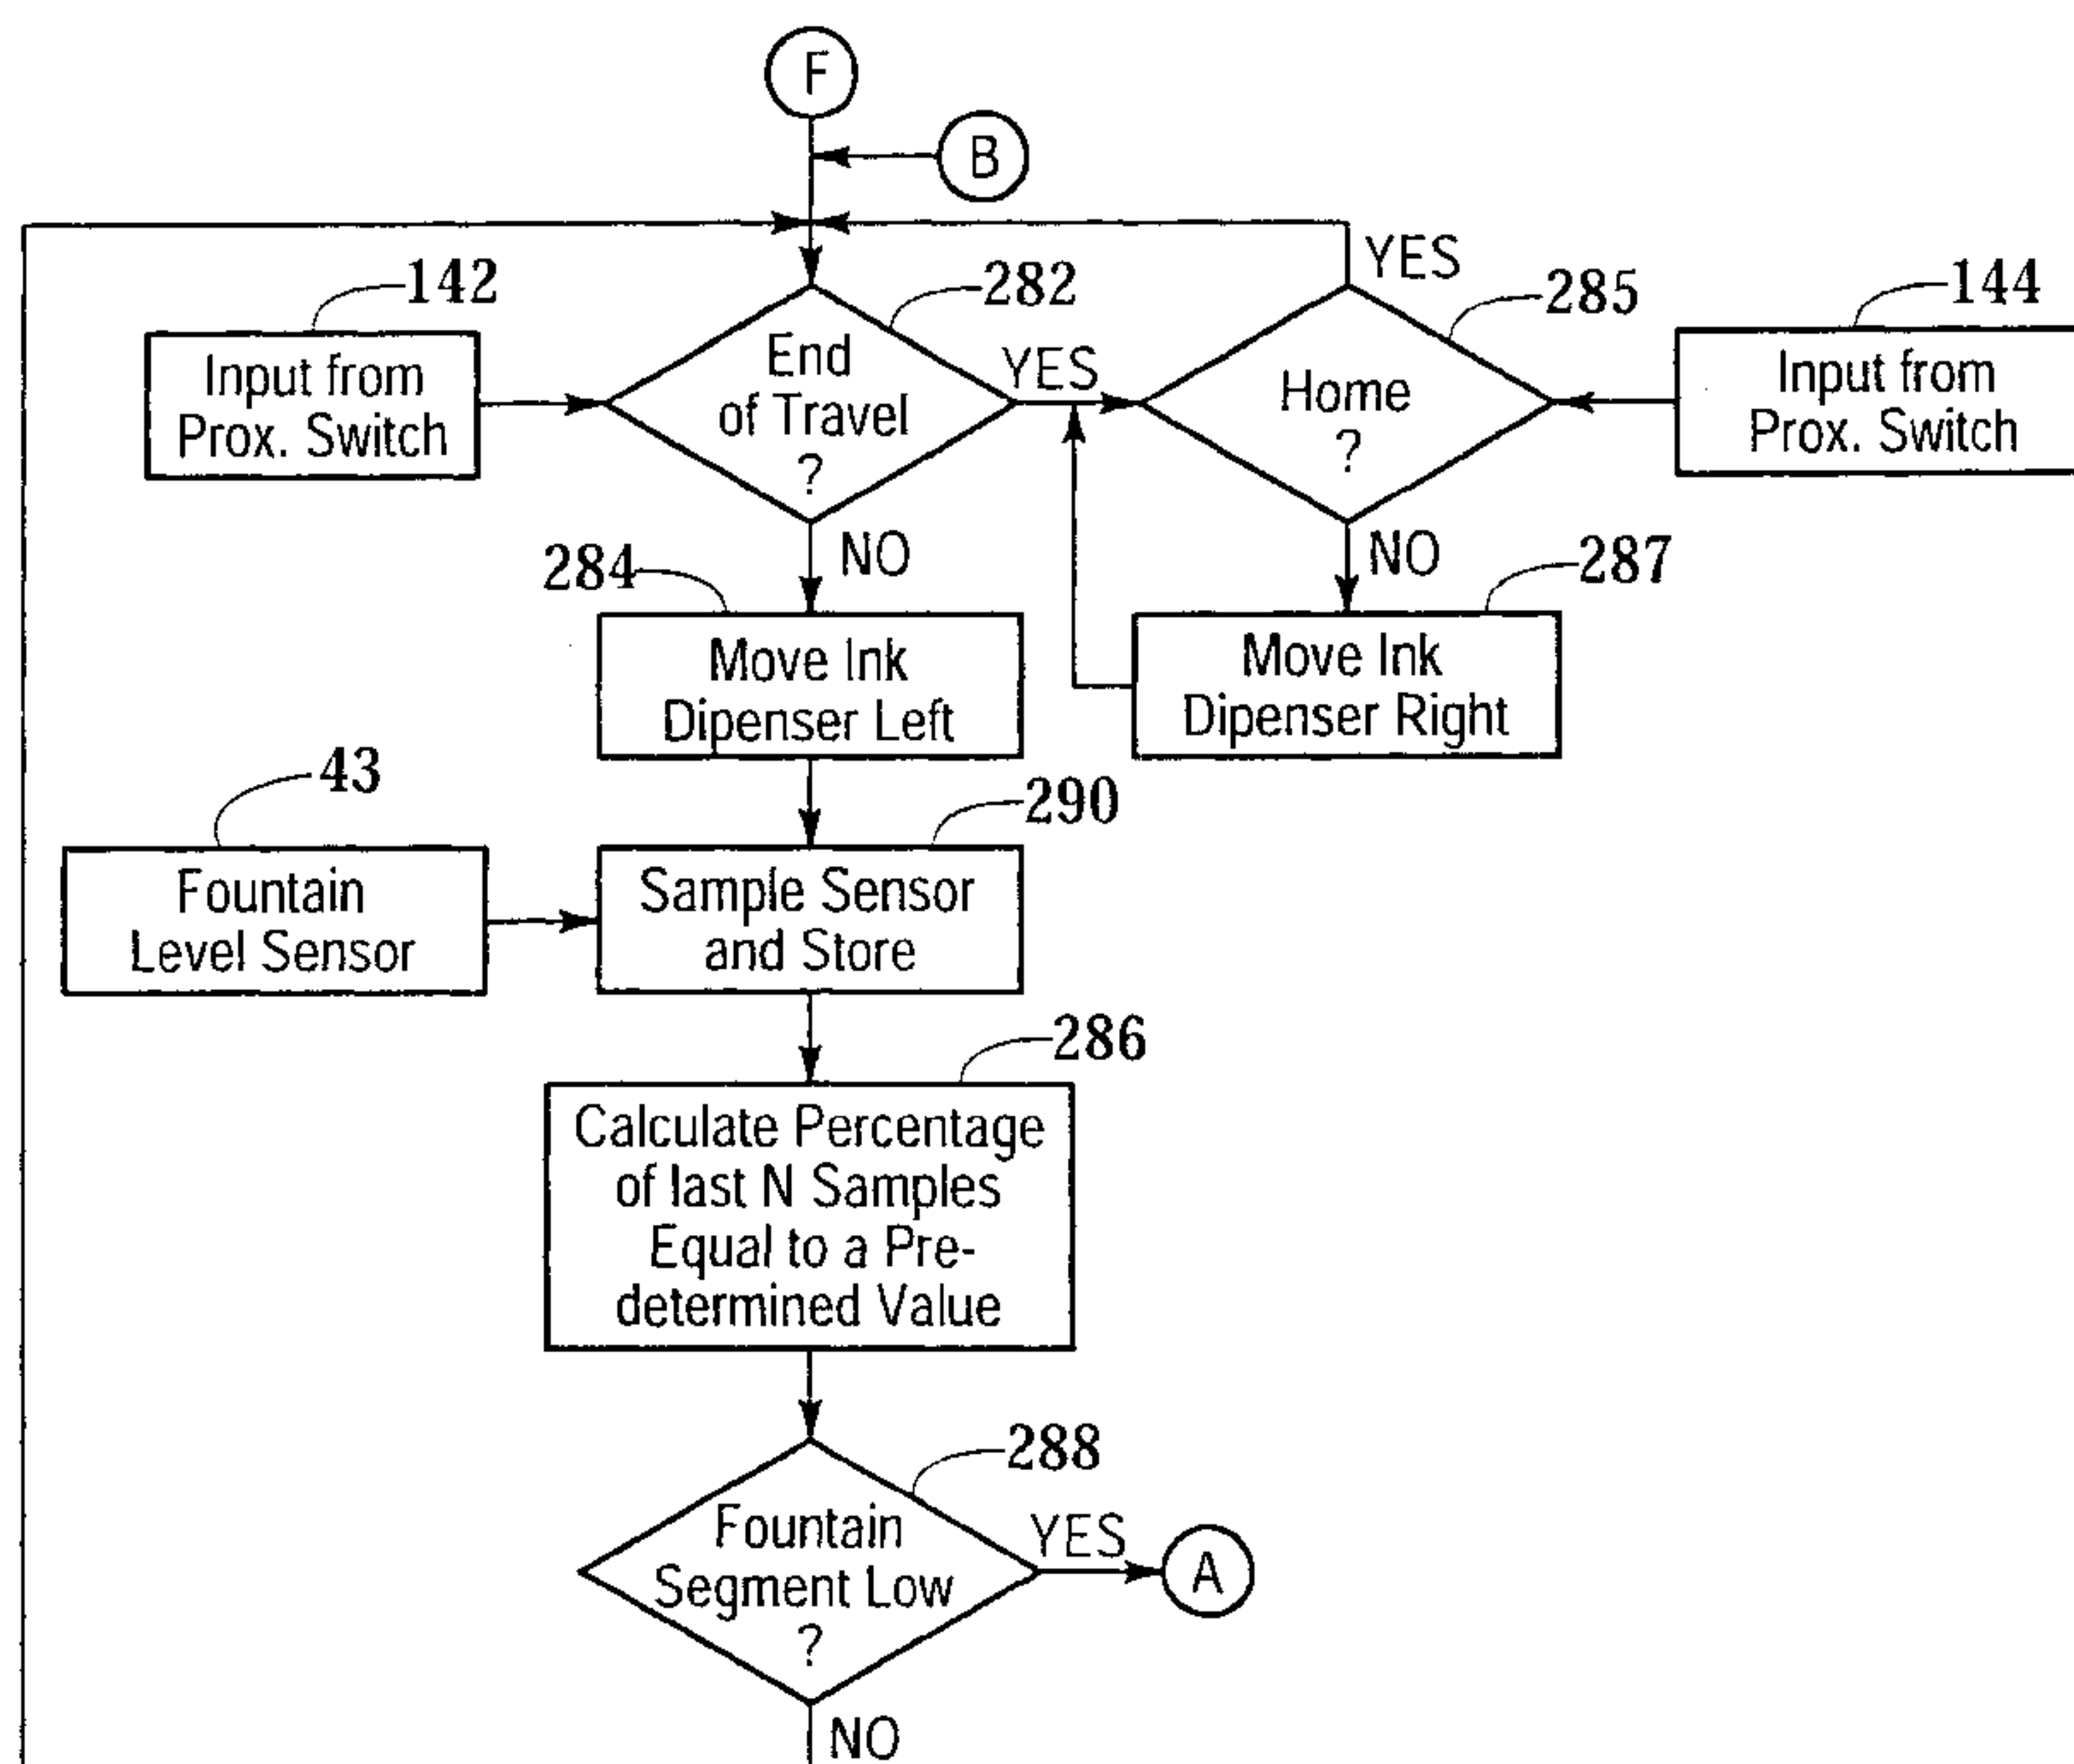 F
B
YES
142
282
285
144
Input from
Prox. Switch
End
of Travel
?
YES
Home
?
Input from
Prox. Switch
NO
NO
284
287
Move Ink
Dipenser Left
Move Ink
Dipenser Right
43
290
Fountain
Level Sensor
Sample Sensor
and Store
286
Calculate Percentage
of last N Samples
Equal to a Pre-
determined Value
288
Fountain
Segment Low
?
YES
A
NO